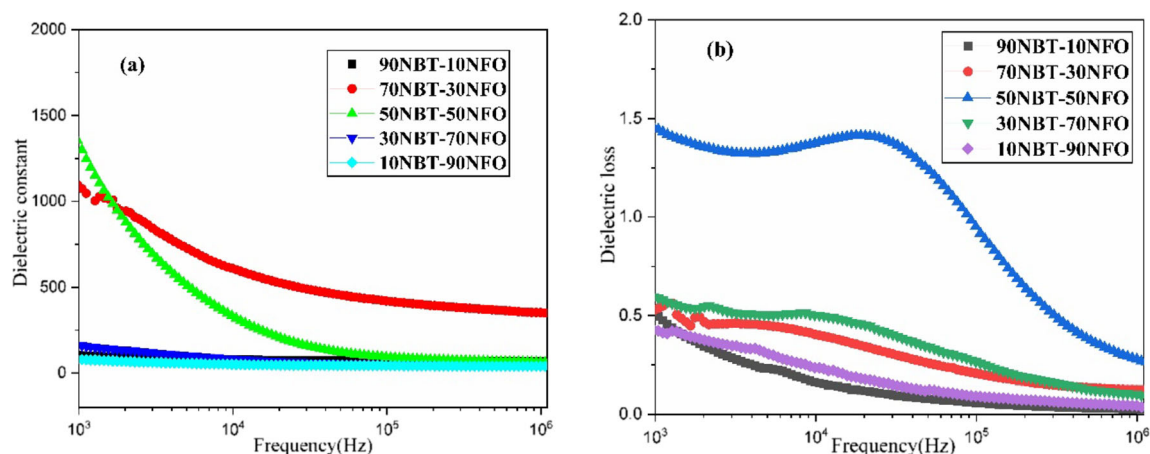 2000
1500
1000
500
0
Dielectric constant
(a)
90NBT-10NFO
70NBT-30NFO
50NBT-50NFO
30NBT-70NFO
10NBT-90NFO
10³
10⁴
10⁵
10⁶
Frequency(Hz)
2.0
1.5
1.0
0.5
0.0
Dielectric loss
(b)
90NBT-10NFO
70NBT-30NFO
50NBT-50NFO
30NBT-70NFO
10NBT-90NFO
10³
10⁴
10⁵
10⁶
Frequency(Hz)